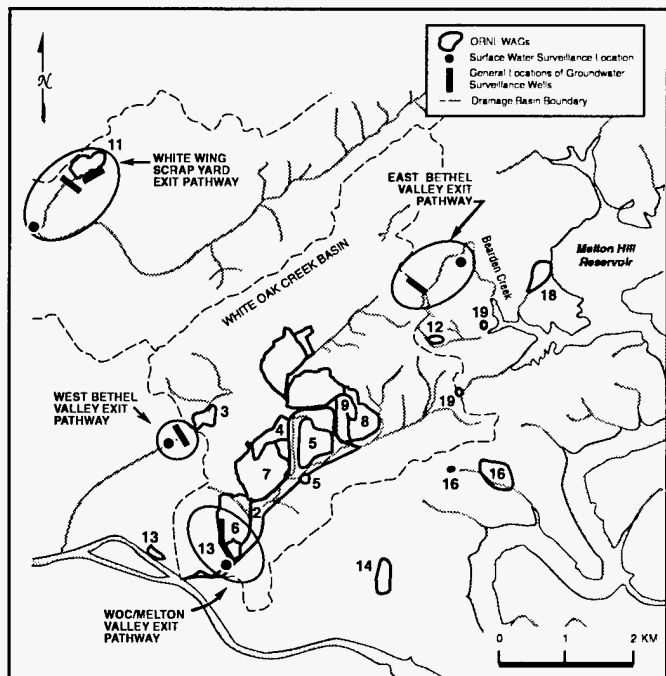 N
ORNL WAGs
Surface Water Surveillance Location
General Locations of Groundwater
Surveillance Wells
Drainage Basin Boundary
11
WHITE WING
SCRAP YARD
EXIT PATHWAY
EAST BETHEL
VALLEY EXIT
PATHWAY
Bearden Creek
Melton Hill
Reservoir
WHITE OAK CREEK BASIN
18
19
12
WEST BETHEL
VALLEY EXIT
PATHWAY
3
19
9
4
8
5
7
5
16
16
2
6
13
13
14
WOC/MELTON
VALLEY EXIT
PATHWAY
0 1 2 KM